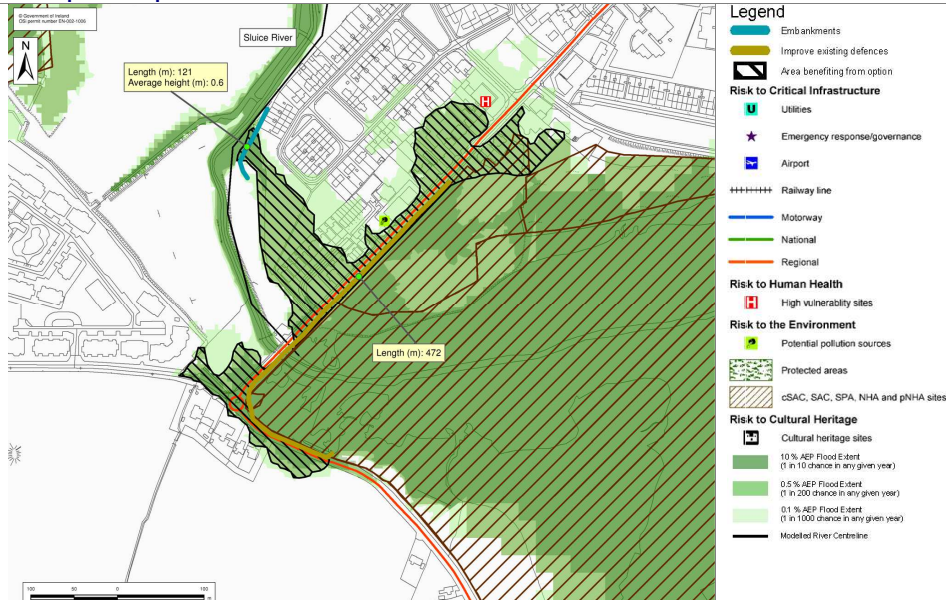 © Government of Ireland
OSi permit number EN-002-1006
N
Sluice River
Length (m): 121
Average height (m): 0.6
Length (m): 472
100 50 0 100
m
Legend
Embankments
Improve existing defences
Area benefiting from option
Risk to Critical Infrastructure
U Utilities
Emergency response/governance
Airport
Railway line
Motorway
National
Regional
Risk to Human Health
H High vulnerablity sites
Risk to the Environment
Potential pollution sources
Protected areas
cSAC, SAC, SPA, NHA and pNHA sites
Risk to Cultural Heritage
Cultural heritage sites
10 % AEP Flood Extent
(1 in 10 chance in any given year)
0.5 % AEP Flood Extent
(1 in 200 chance in any given year)
0.1 % AEP Flood Extent
(1 in 1000 chance in any given year)
Modelled River Centreline
H